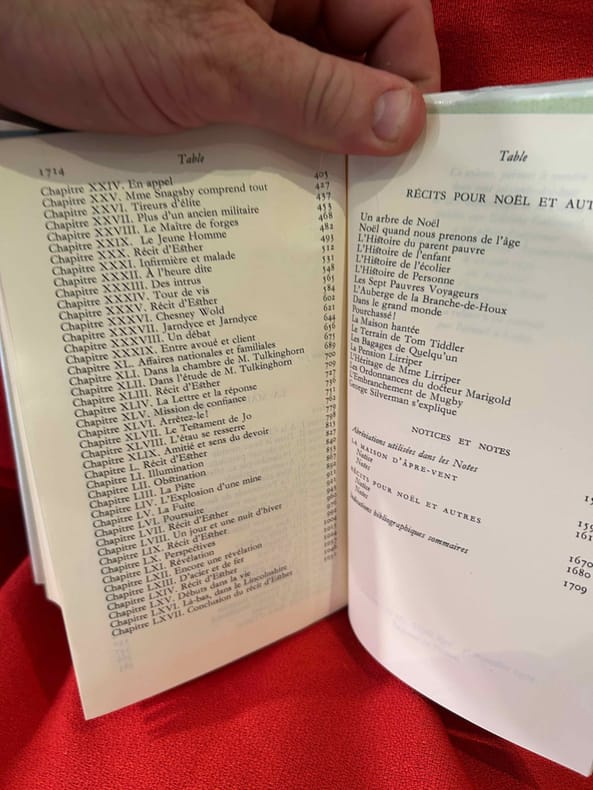 1714
Table
Chapitre XXIV. En appel 405
Chapitre XXV. Mme Snagsby comprend tout 427
Chapitre XXVI. Tireurs d'élite 437
Chapitre XXVII. Plus d'un ancien militaire 453
Chapitre XXVIII. Le Maître de forges 468
Chapitre XXIX. Le Jeune Homme 482
Chapitre XXX. Récit d'Esther 493
Chapitre XXXI. Infirmière et malade
Chapitre XXXII. À l'heure dite
Chapitre XXXIII. Des intrus
Chapitre XXXIV. Tour de vis
Chapitre XXXV. Récit d'Esther
Chapitre XXXVI. Chesney Wold
Chapitre XXXVII. Jarndyce et Jarndyce
Chapitre XXXVIII. Un débat
Chapitre XXXIX. Entre avoué et client
Chapitre XL. Affaires nationales et familiales
Chapitre XLI. Dans la chambre de M. Tulkinghorn
Chapitre XLII. Dans l'étude de M. Tulkinghorn
Chapitre XLIII. Récit d'Esther
Chapitre XLIV. La Lettre et la réponse
Chapitre XLV. Mission de confiance
Chapitre XLVI. Arrêtez-le!
Chapitre XLVII. Le Testament de Jo
Chapitre XLVIII. L'étau se resserre
Chapitre XLIX. Amitié et sens du devoir
Chapitre L. Récit d'Esther
Chapitre LI. Illumination
Chapitre LII. Obstination
Chapitre LIII. La Piste
Chapitre LIV. L'Explosion d'une mine
Chapitre LV. La Fuite
Chapitre LVI. Poursuite
Chapitre LVII. Récit d'Esther
Chapitre LVIII. Un jour et une nuit d'hiver
Chapitre LIX. Récit d'Esther
Chapitre LX. Perspectives
Chapitre LXI. Révélation
Chapitre LXII. Encore une révélation
Chapitre LXIII. D'acier et de fer
Chapitre LXIV. Récit d'Esther
Chapitre LXV. Débuts dans la vie
Chapitre LXVI. Là-bas, dans le Lincolnshire
Chapitre LXVII. Conclusion du récit d'Esther
Table
RÉCITS POUR NOËL ET AUT
Un arbre de Noël
Noël quand nous prenons de l'âge
L'Histoire du parent pauvre
L'Histoire de l'enfant
L'Histoire de l'écolier
L'Histoire de Personne
Les Sept Pauvres Voyageurs
L'Auberge de la Branche-de-Houx
Dans le grand monde
Pourchassé!
La Maison hantée
Le Terrain de Tom Tiddler
Les Bagages de Quelqu'un
La Pension Lirriper
L'Héritage de Mme Lirriper
Les Ordonnances du docteur Marigold
L'Embranchement de Mugby
George Silverman s'explique
NOTICES ET NOTES
Abréviations utilisées dans les Notes
LA MAISON D'ÂPRE-VENT
Notice
Notes
RÉCITS POUR NOËL ET AUTRES
Notice 1670
Notes 1680
Indications bibliographiques sommaires 1709